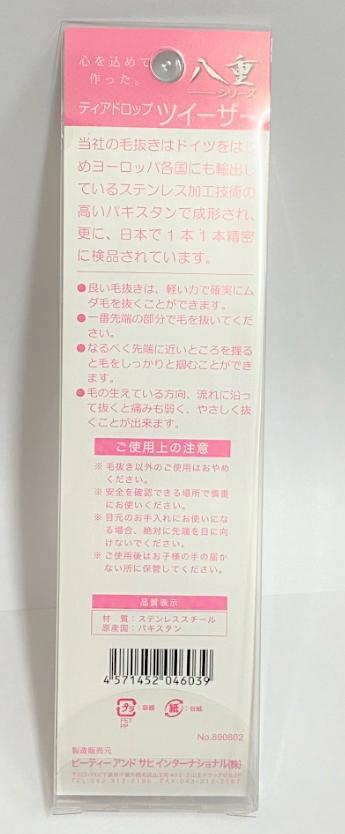 心を込めて
作った。
八重
シリーズ
ティアドロップ ツイーザー
当社の毛抜きはドイツをはじ
めヨーロッパ各国にも輸出し
ているステンレス加工技術の
高いパキスタンで成形され、
更に、日本で1本1本精密
に検品されています。
●良い毛抜きは、軽い力で確実にム
ダ毛を抜くことができます。
●一番先端の部分で毛を抜いてくだ
さい。
●なるべく先端に近いところを握る
と毛をしっかりと掴むことができ
ます。
●毛の生えている方向、流れに沿っ
て抜くと痛みも弱く、やさしく抜
くことが出来ます。
ご使用上の注意
※毛抜き以外のご使用はおやめ
ください。
※安全を確認できる場所で慎重
にお使いください。
※目元のお手入れにお使いにな
る場合、絶対に先端を目に向
けないでください。
※ご使用後はお子様の手の届か
ない所に保管してください。
品質表示
材 質：ステンレススチール
原産国：パキスタン
4 571452 046039
プラ ：容器 紙 ：台紙
PP
No.890802
製造販売元
ピーティーアンド サヒ インターナショナル(株)